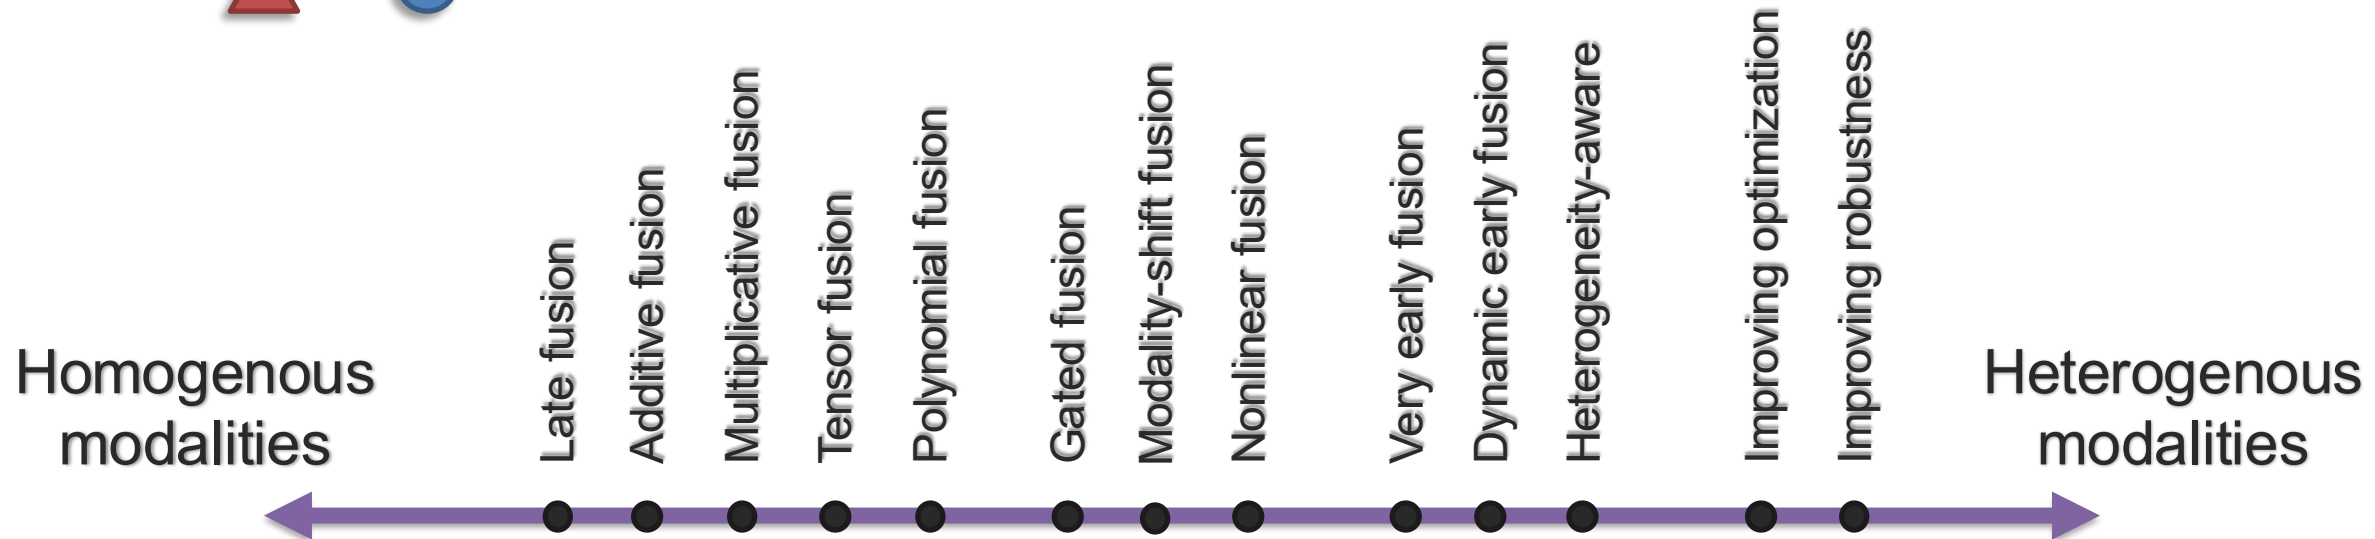 Homogenous
modalities
Late fusion
Additive fusion
Multiplicative fusion
Tensor fusion
Polynomial fusion
Gated fusion
Modality-shift fusion
Nonlinear fusion
Very early fusion
Dynamic early fusion
Heterogeneity-aware
Improving optimization
Improving robustness
Heterogenous
modalities